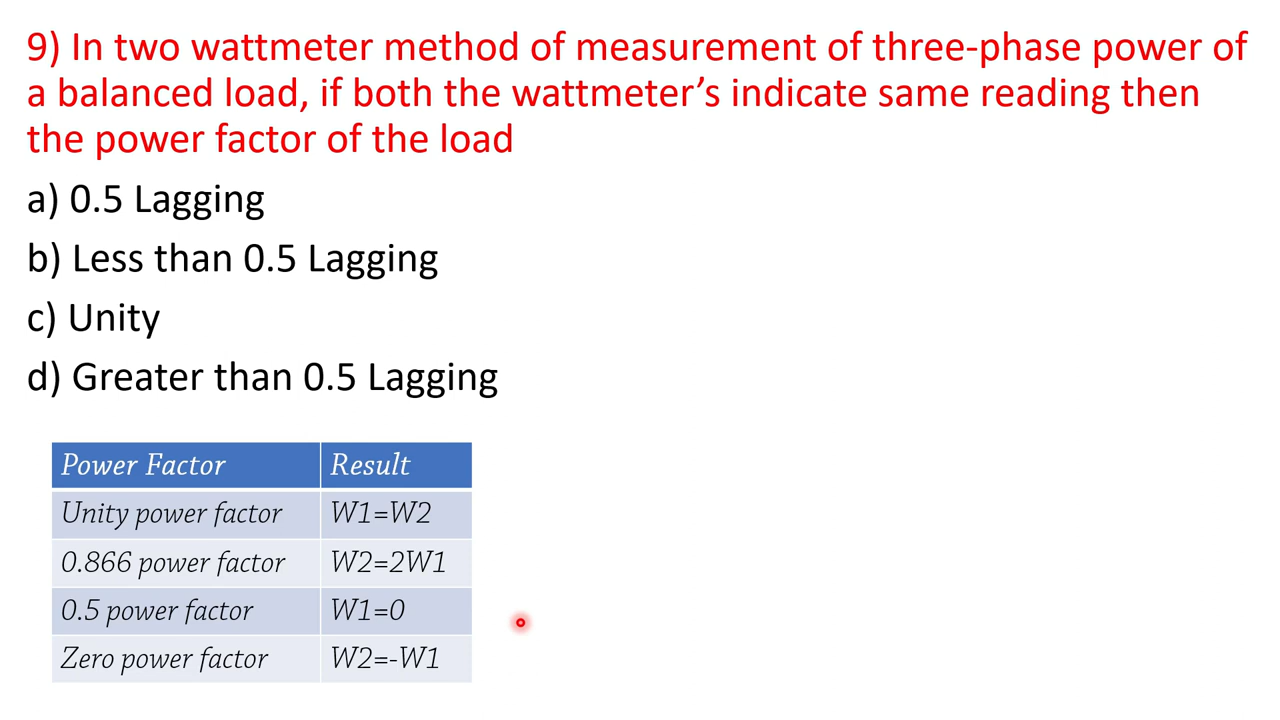 9) In two wattmeter method of measurement of three-phase power of
a balanced load, if both the wattmeter’s indicate same reading then
the power factor of the load
a) 0.5 Lagging
b) Less than 0.5 Lagging
c) Unity
d) Greater than 0.5 Lagging
Power Factor Result
Unity power factor W1=W2
0.866 power factor W2=2W1
0.5 power factor W1=0
Zero power factor W2=-W1